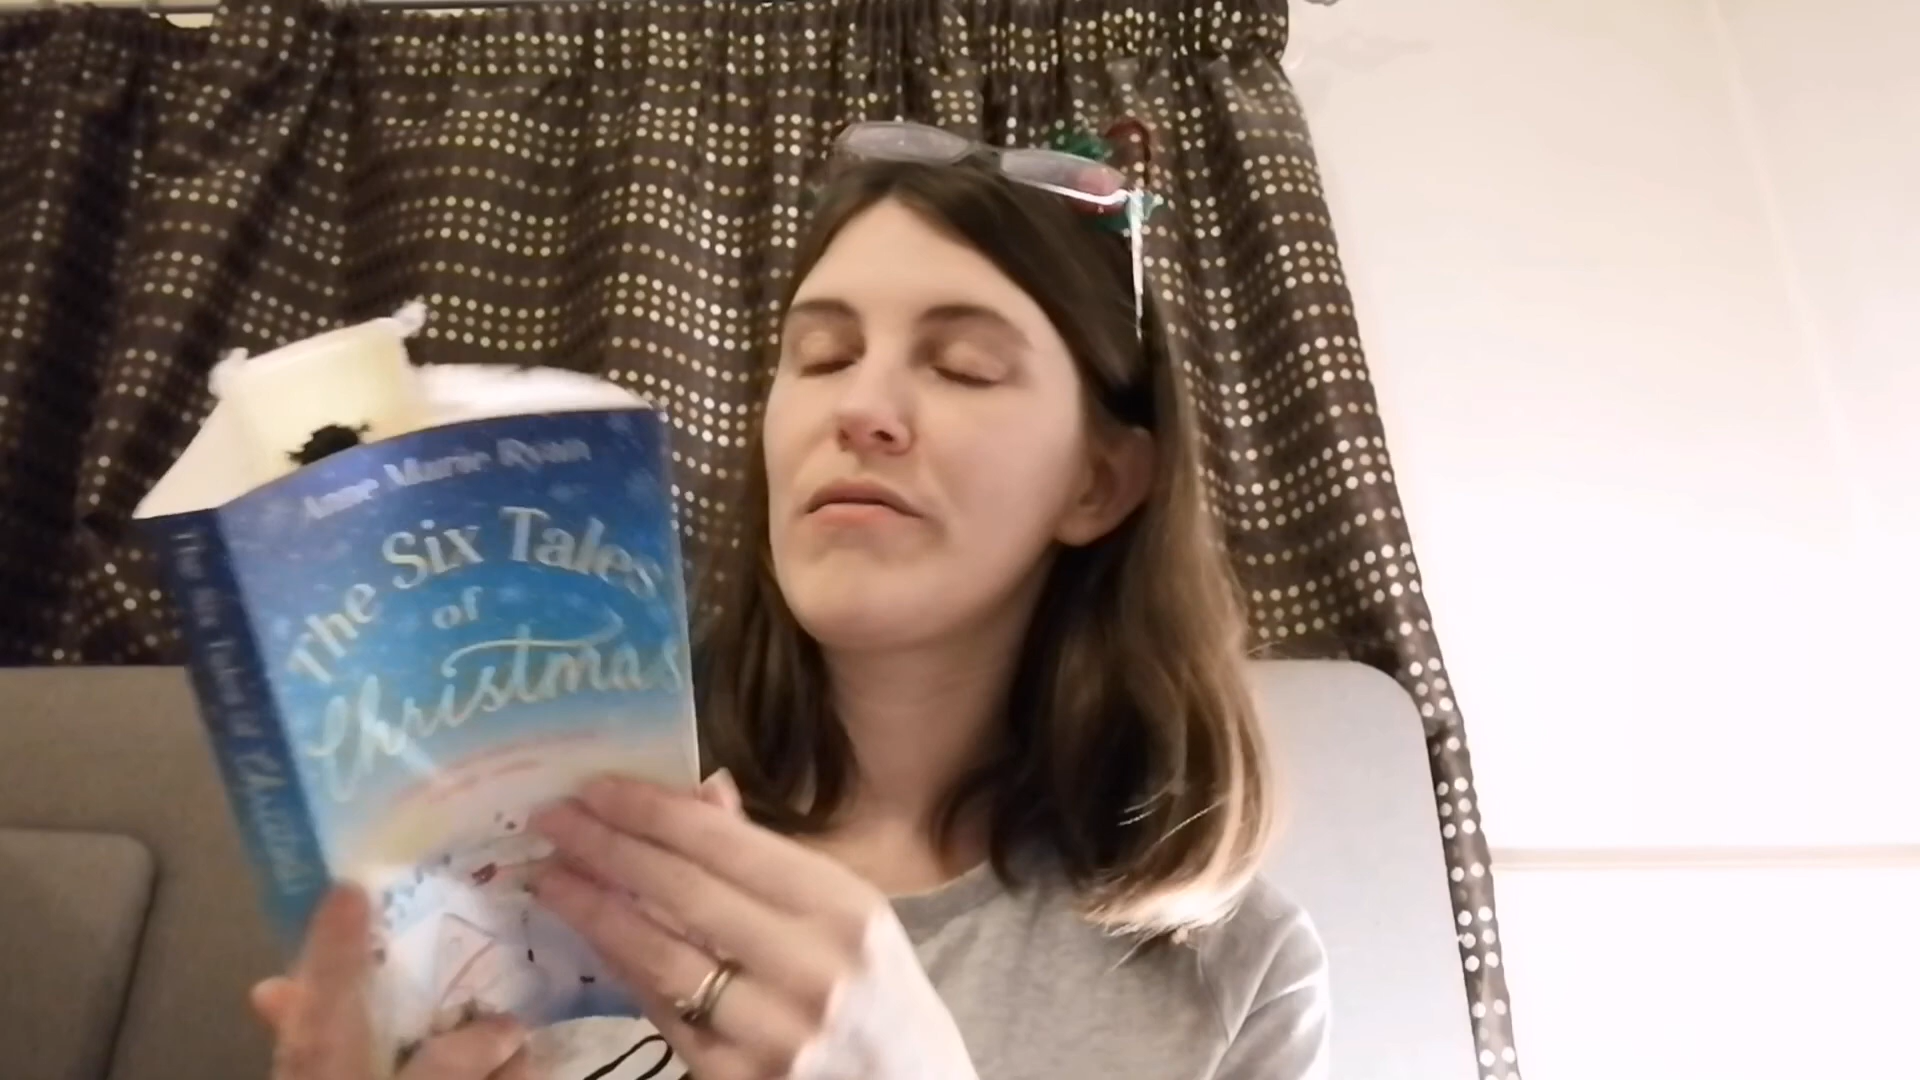 Anne Marie Ryan
The Six Tales
of
Christmas
The Six Tales of Christmas